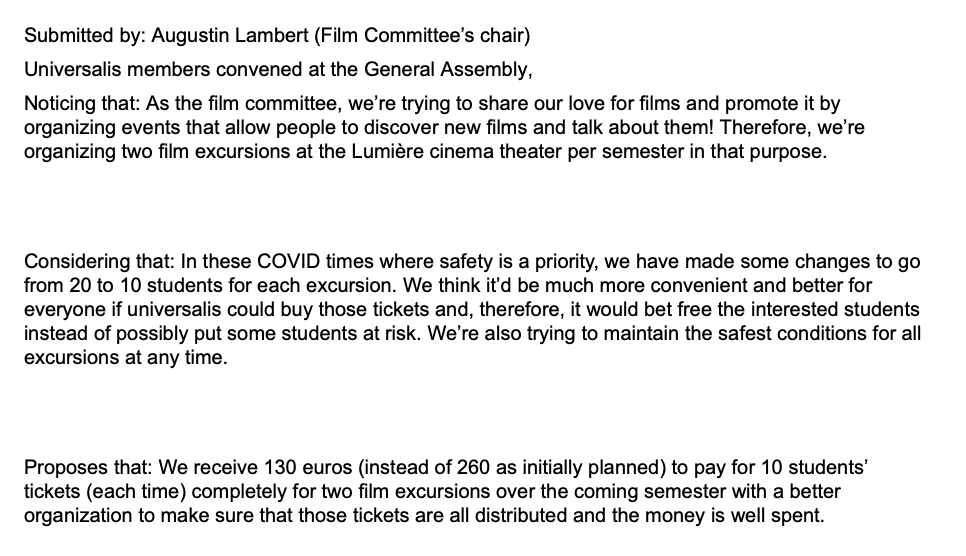 Submitted by: Augustin Lambert (Film Committee’s chair)
Universalis members convened at the General Assembly,
Noticing that: As the film committee, we’re trying to share our love for films and promote it by
organizing events that allow people to discover new films and talk about them! Therefore, we’re
organizing two film excursions at the Lumière cinema theater per semester in that purpose.
Considering that: In these COVID times where safety is a priority, we have made some changes to go
from 20 to 10 students for each excursion. We think it’d be much more convenient and better for
everyone if universalis could buy those tickets and, therefore, it would bet free the interested students
instead of possibly put some students at risk. We’re also trying to maintain the safest conditions for all
excursions at any time.
Proposes that: We receive 130 euros (instead of 260 as initially planned) to pay for 10 students’
tickets (each time) completely for two film excursions over the coming semester with a better
organization to make sure that those tickets are all distributed and the money is well spent.